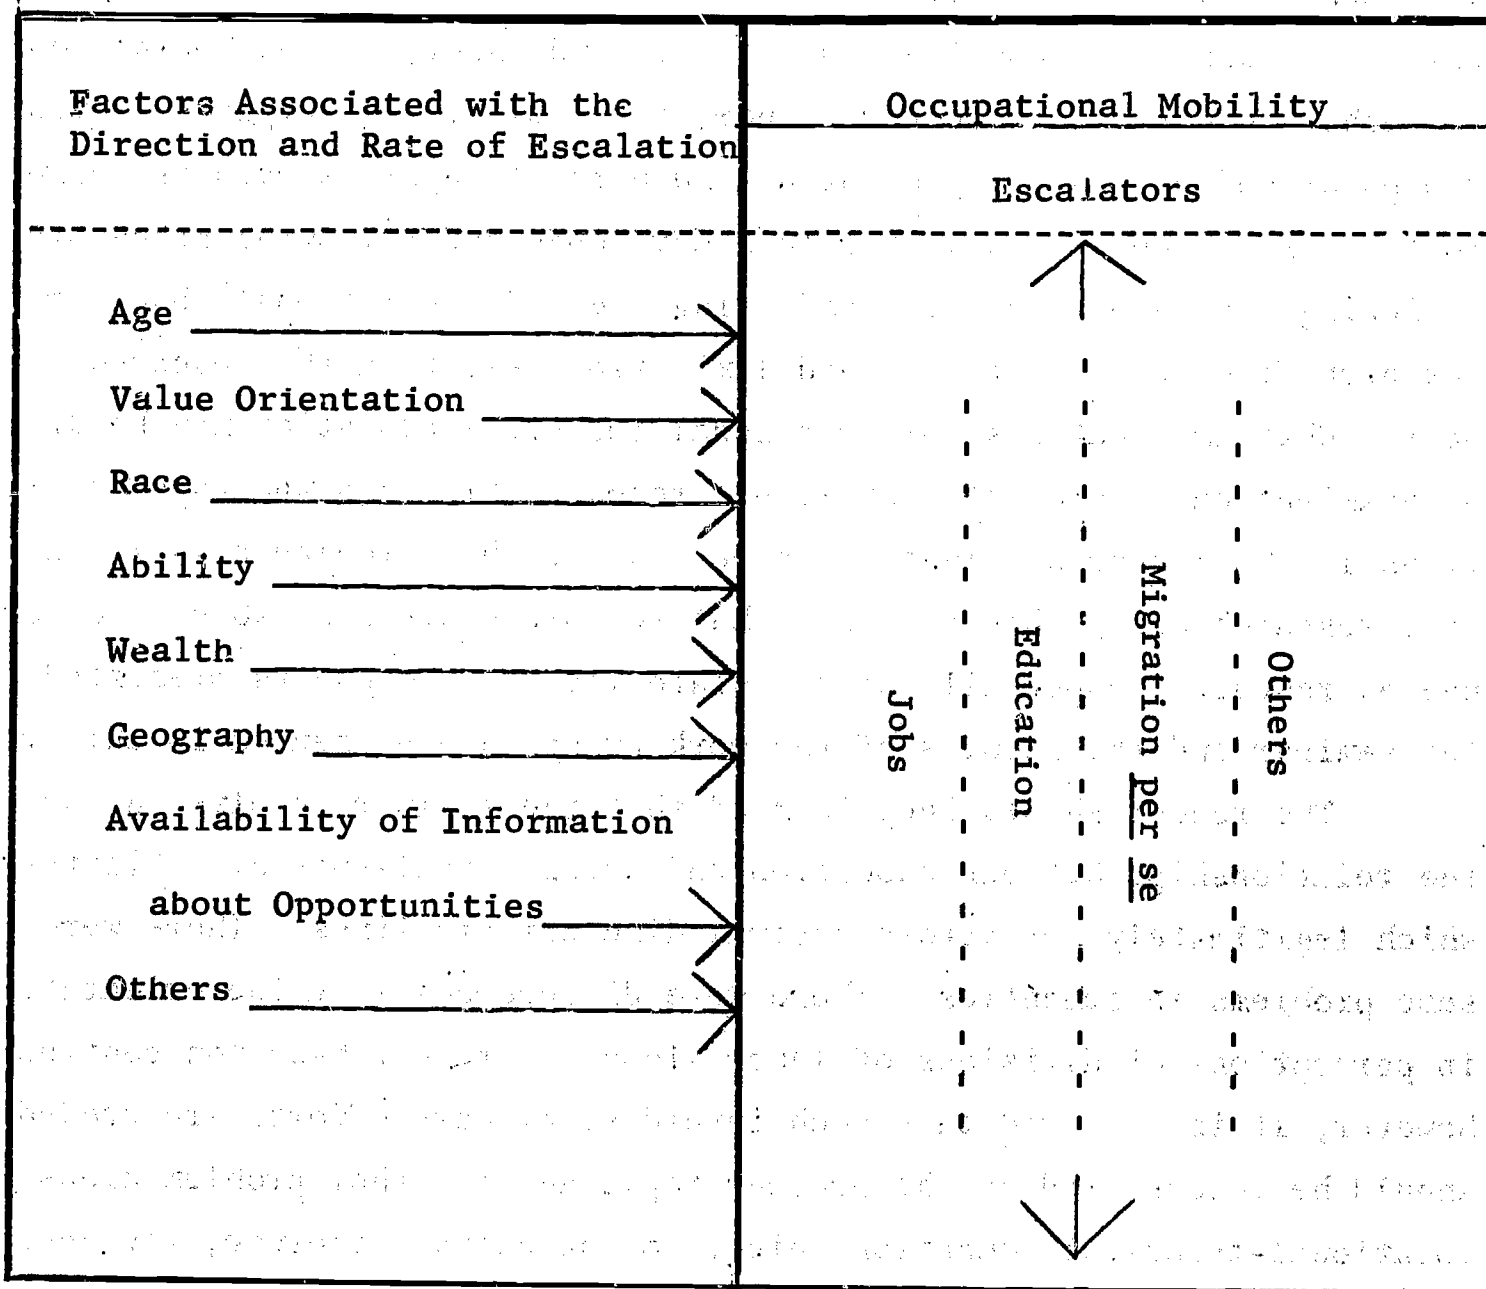 Factors Associated with the
Direction and Rate of Escalation
Age
Value Orientation
Race
Ability
Wealth
Geography
Availability of Information
about Opportunities
Others
Occupational Mobility
Escalators
Jobs
Education
Migration per se
Others